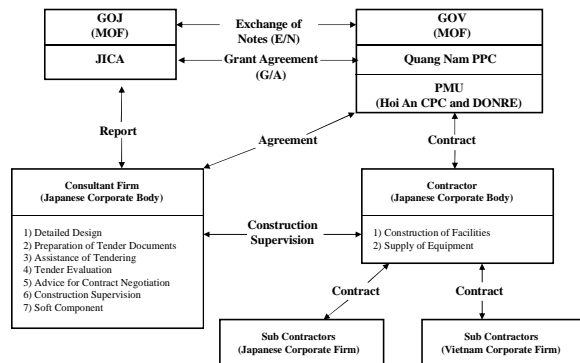 GOJ
(MOF)
Exchange of
Notes (E/N)
GOV
(MOF)
JICA
Grant Agreement
(G/A)
Quang Nam PPC
PMU
(Hoi An CPC and DONRE)
Report
Agreement
Contract
Consultant Firm
(Japanese Corporate Body)
1) Detailed Design
2) Preparation of Tender Documents
3) Assistance of Tendering
4) Tender Evaluation
5) Advice for Contract Negotiation
6) Construction Supervision
7) Soft Component
Construction
Supervision
Contractor
(Japanese Corporate Body)
1) Construction of Facilities
2) Supply of Equipment
Contract
Contract
Sub Contractors
(Japanese Corporate Firm)
Sub Contractors
(Vietnam Corporate Firm)